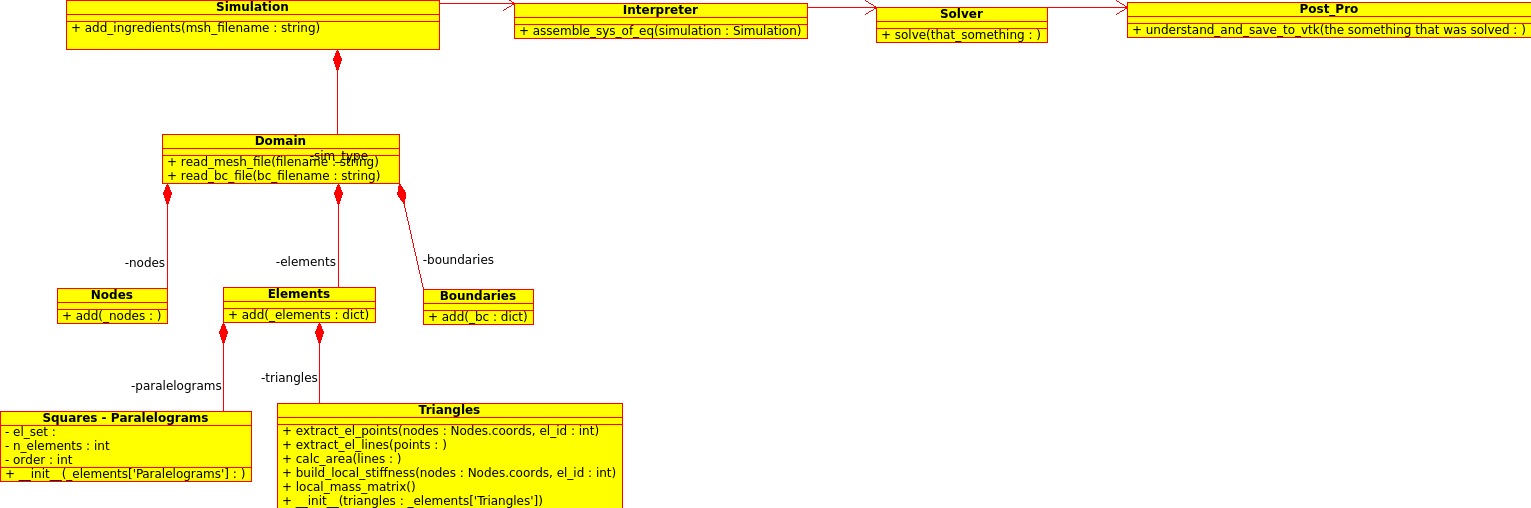 Simulation
+ add_ingredients(msh_filename : string)
Interpreter
+ assemble_sys_of_eq(simulation : Simulation)
Solver
+ solve(that_something : )
Post_Pro
+ understand_and_save_to_vtk(the something that was solved : )
Domain
-sim_type
+ read_mesh_file(filename : string)
+ read_bc_file(bc_filename : string)
-nodes
-elements
-boundaries
Nodes
+ add(_nodes : )
Elements
+ add(_elements : dict)
Boundaries
+ add(_bc : dict)
-paralelograms
-triangles
Squares - Paralelograms
- el_set :
- n_elements : int
- order : int
+ __init__(_elements['Paralelograms'] : )
Triangles
+ extract_el_points(nodes : Nodes.coords, el_id : int)
+ extract_el_lines(points : )
+ calc_area(lines : )
+ build_local_stiffness(nodes : Nodes.coords, el_id : int)
+ local_mass_matrix()
+ __init__(triangles : _elements['Triangles'])